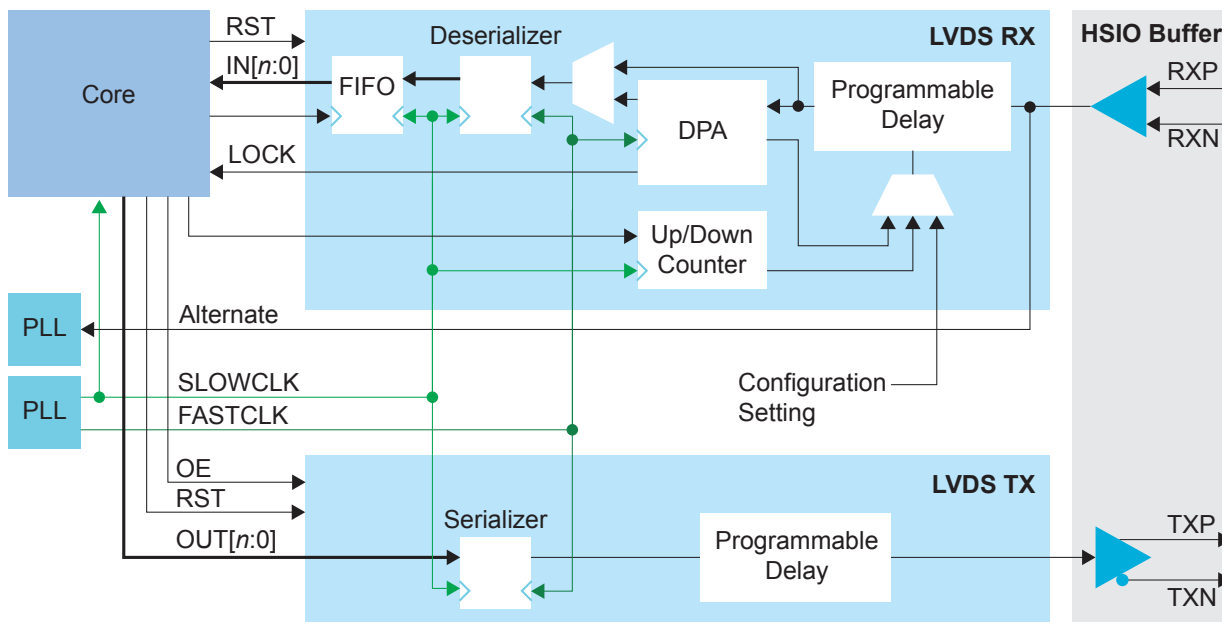 RST
Deserializer
LVDS RX
HSIO Buffer
IN[n:0]
FIFO
Core
Programmable
Delay
RXP
DPA
RXN
LOCK
Up/Down
Counter
PLL
Alternate
SLOWCLK
PLL
FASTCLK
Configuration
Setting
OE
RST
LVDS TX
Serializer
OUT[n:0]
Programmable
Delay
TXP
TXN